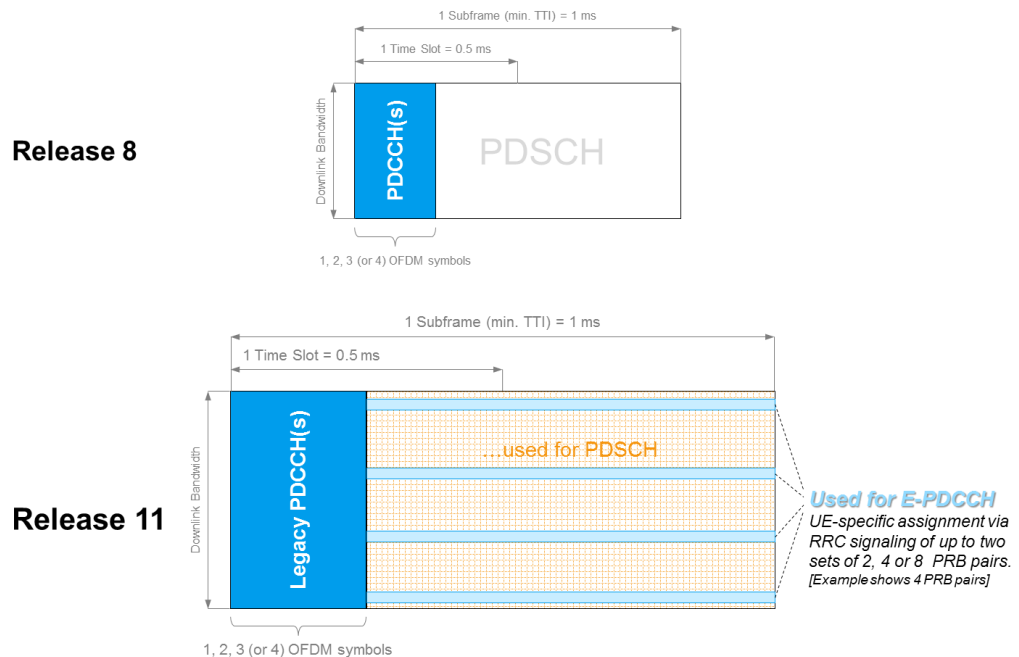 1 Subframe (min. TTI) = 1 ms
1 Time Slot = 0.5 ms
Release 8
Downlink Bandwidth
PDCCH(s)
PDSCH
1, 2, 3 (or 4) OFDM symbols
1 Subframe (min. TTI) = 1 ms
1 Time Slot = 0.5 ms
Release 11
Downlink Bandwidth
Legacy PDCCH(s)
...used for PDSCH
Used for E-PDCCH
UE-specific assignment via
RRC signaling of up to two
sets of 2, 4 or 8 PRB pairs.
[Example shows 4 PRB pairs]
1, 2, 3 (or 4) OFDM symbols